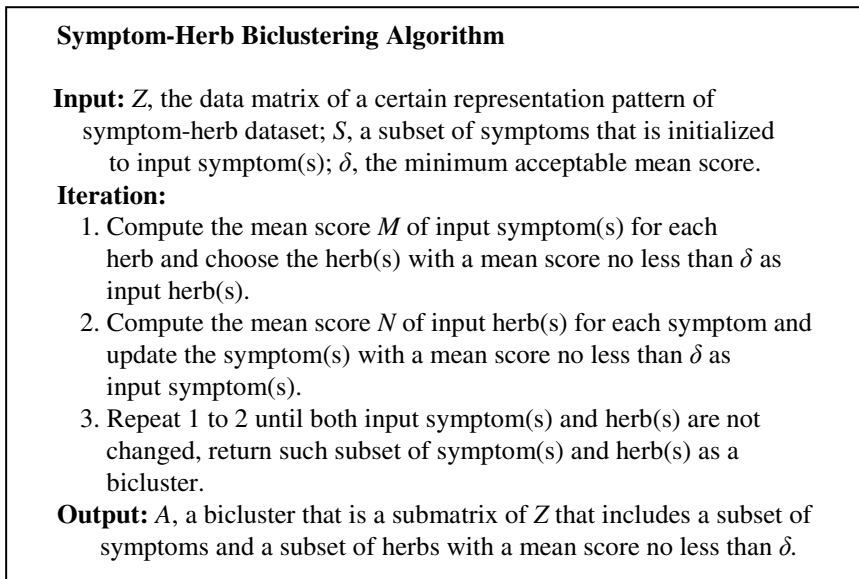 Symptom-Herb Biclustering Algorithm
Input: Z, the data matrix of a certain representation pattern of
symptom-herb dataset; S, a subset of symptoms that is initialized
to input symptom(s); δ, the minimum acceptable mean score.
Iteration:
1. Compute the mean score M of input symptom(s) for each
herb and choose the herb(s) with a mean score no less than δ as
input herb(s).
2. Compute the mean score N of input herb(s) for each symptom and
update the symptom(s) with a mean score no less than δ as
input symptom(s).
3. Repeat 1 to 2 until both input symptom(s) and herb(s) are not
changed, return such subset of symptom(s) and herb(s) as a
bicluster.
Output: A, a bicluster that is a submatrix of Z that includes a subset of
symptoms and a subset of herbs with a mean score no less than δ.